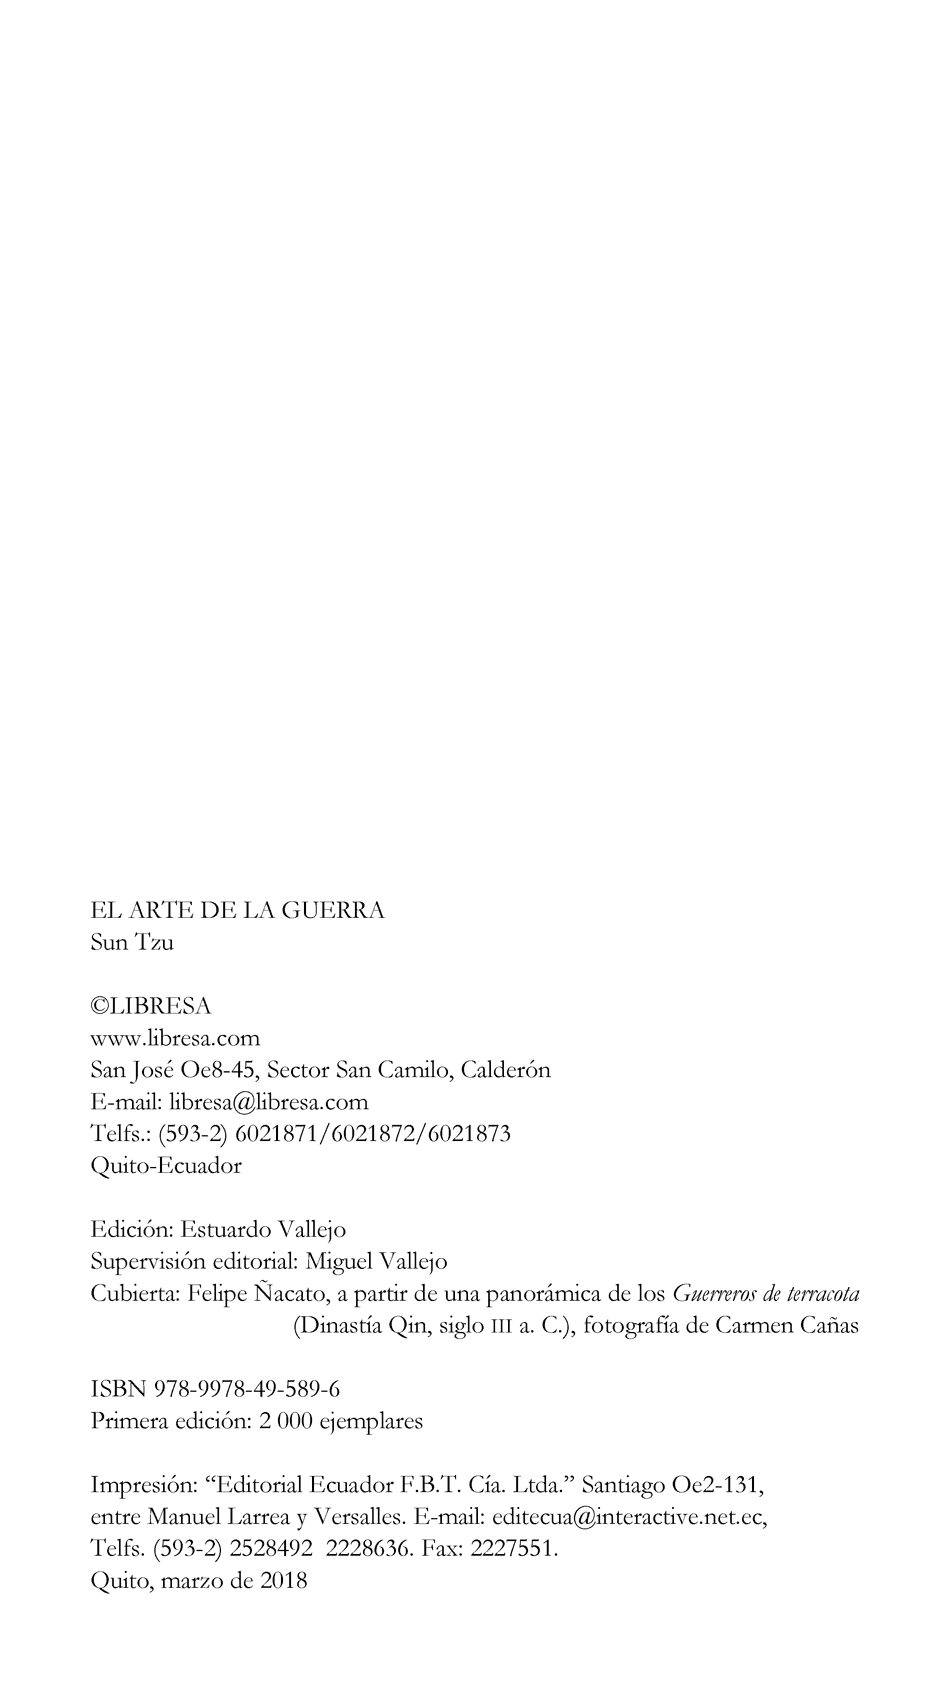 EL ARTE DE LA GUERRA
Sun Tzu
©LIBRESA
www.libresa.com
San José Oe8-45, Sector San Camilo, Calderón
E-mail: libresa@libresa.com
Telfs.: (593-2) 6021871/6021872/6021873
Quito-Ecuador
Edición: Estuardo Vallejo
Supervisión editorial: Miguel Vallejo
Cubierta: Felipe Ñacato, a partir de una panorámica de los Guerreros de terracota
(Dinastía Qin, siglo III a. C.), fotografía de Carmen Cañas
ISBN 978-9978-49-589-6
Primera edición: 2 000 ejemplares
Impresión: “Editorial Ecuador F.B.T. Cía. Ltda.” Santiago Oe2-131,
entre Manuel Larrea y Versalles. E-mail: editecua@interactive.net.ec,
Telfs. (593-2) 2528492  2228636. Fax: 2227551.
Quito, marzo de 2018